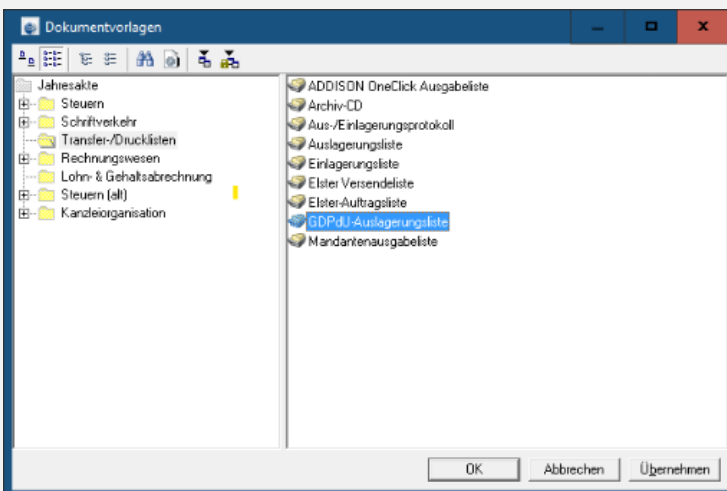 Dokumentvorlagen
Jahresakte
Steuern
Schriftverkehr
Transfer-/Drucklisten
Rechnungswesen
Lohn- & Gehaltsabrechnung
Steuern (alt)
Kanzleiorganisation
ADDISON OneClick Ausgabeliste
Archiv-CD
Aus-/Einlagerungsprotokoll
Auslagerungsliste
Einlagerungsliste
Elster Versendeliste
Elster-Auftragsliste
GDPdU-Auslagerungsliste
Mandantenausgabeliste
OK Abbrechen Übernehmen